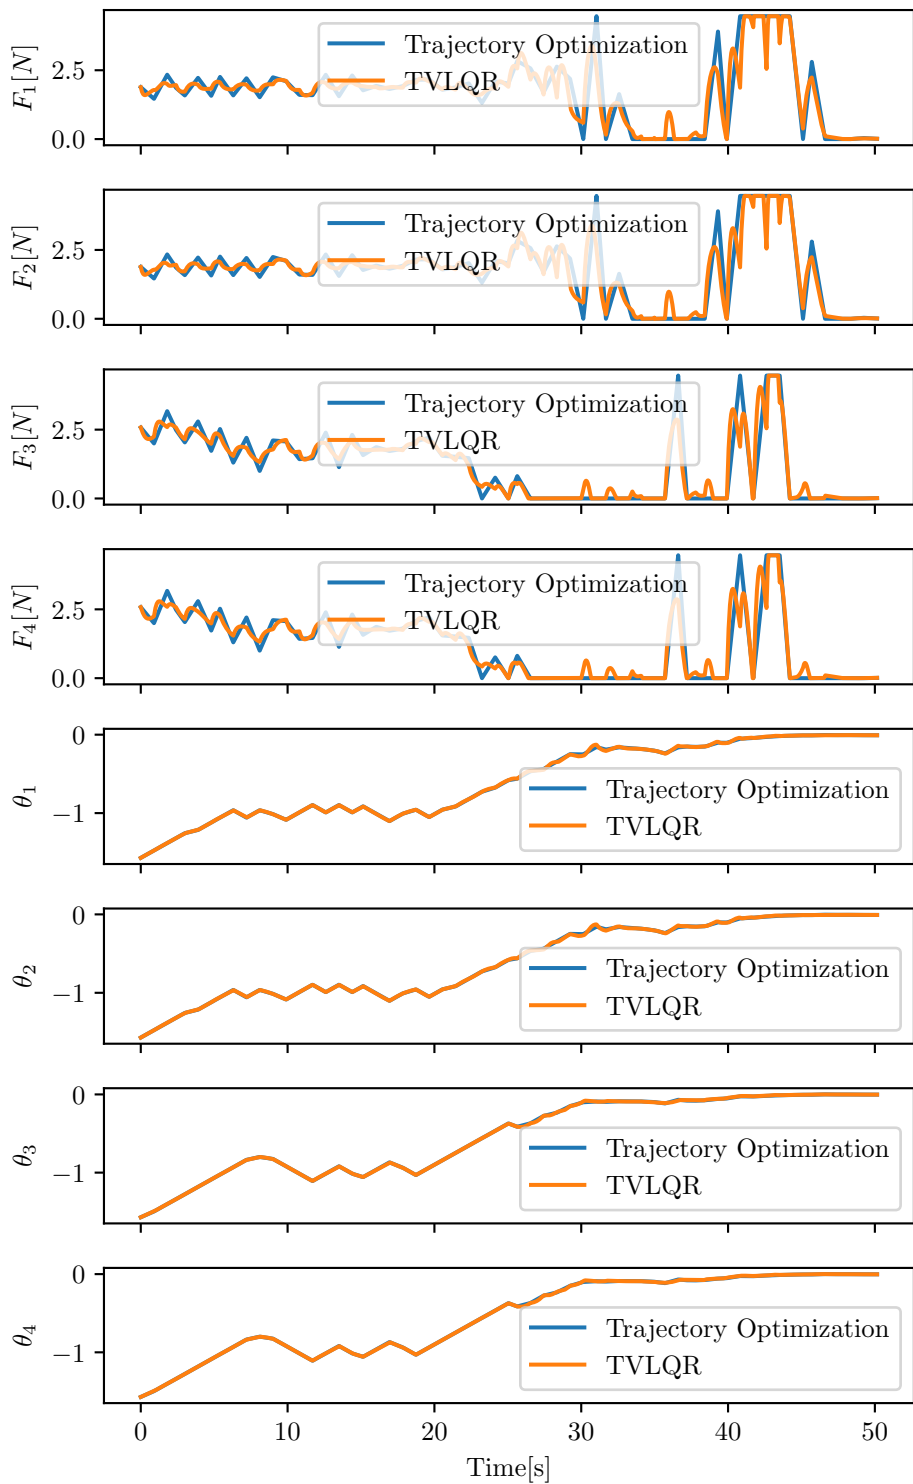 F1[N]
2.5
0.0
Trajectory Optimization
TVLQR
F2[N]
2.5
0.0
Trajectory Optimization
TVLQR
F3[N]
2.5
0.0
Trajectory Optimization
TVLQR
F4[N]
2.5
0.0
Trajectory Optimization
TVLQR
θ1
0
−1
Trajectory Optimization
TVLQR
θ2
0
−1
Trajectory Optimization
TVLQR
θ3
0
−1
Trajectory Optimization
TVLQR
θ4
0
−1
Trajectory Optimization
TVLQR
0 10 20 30 40 50
Time[s]